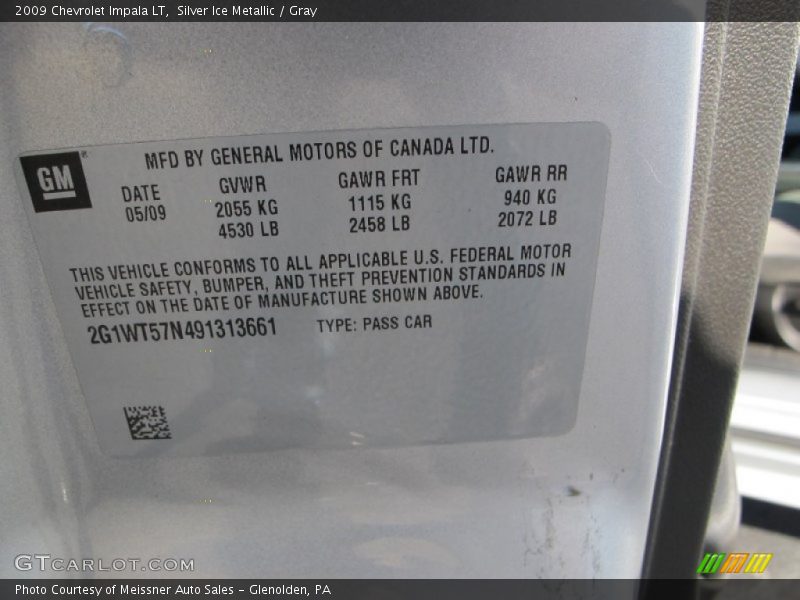 2009 Chevrolet Impala LT, Silver Ice Metallic / Gray
GM®
MFD BY GENERAL MOTORS OF CANADA LTD.
DATE GVWR GAWR FRT GAWR RR
05/09 2055 KG 1115 KG 940 KG
4530 LB 2458 LB 2072 LB
THIS VEHICLE CONFORMS TO ALL APPLICABLE U.S. FEDERAL MOTOR
VEHICLE SAFETY, BUMPER, AND THEFT PREVENTION STANDARDS IN
EFFECT ON THE DATE OF MANUFACTURE SHOWN ABOVE.
2G1WT57N491313661 TYPE: PASS CAR
GTCARLOT.COM
Photo Courtesy of Meissner Auto Sales - Glenolden, PA